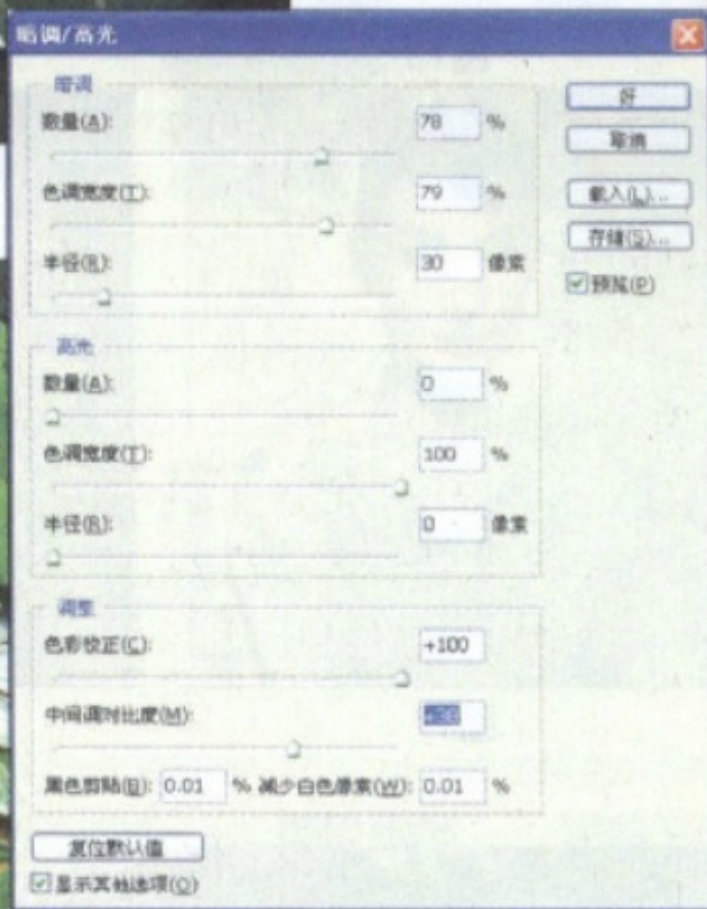 暗调/高光
暗调
数量(A): 78 %
色调宽度(T): 79 %
半径(R): 30 像素
好
取消
载入(L)...
存储(S)...
预览(P)
高光
数量(A): 0 %
色调宽度(T): 100 %
半径(R): 0 像素
调整
色彩校正(C): +100
中间调对比度(M): +38
黑色剪贴(B): 0.01 % 减少白色像素(W): 0.01 %
复位默认值
显示其他选项(O)